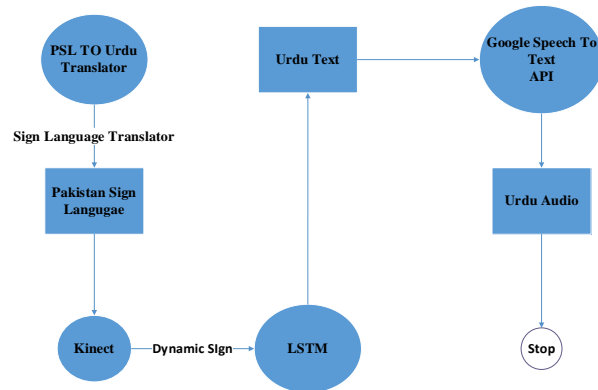 PSL TO Urdu
Translator
Sign Language Translator
Pakistan Sign
Langugae
Kinect
Dynamic SIgn
LSTM
Urdu Text
Google Speech To
Text
API
Urdu Audio
Stop